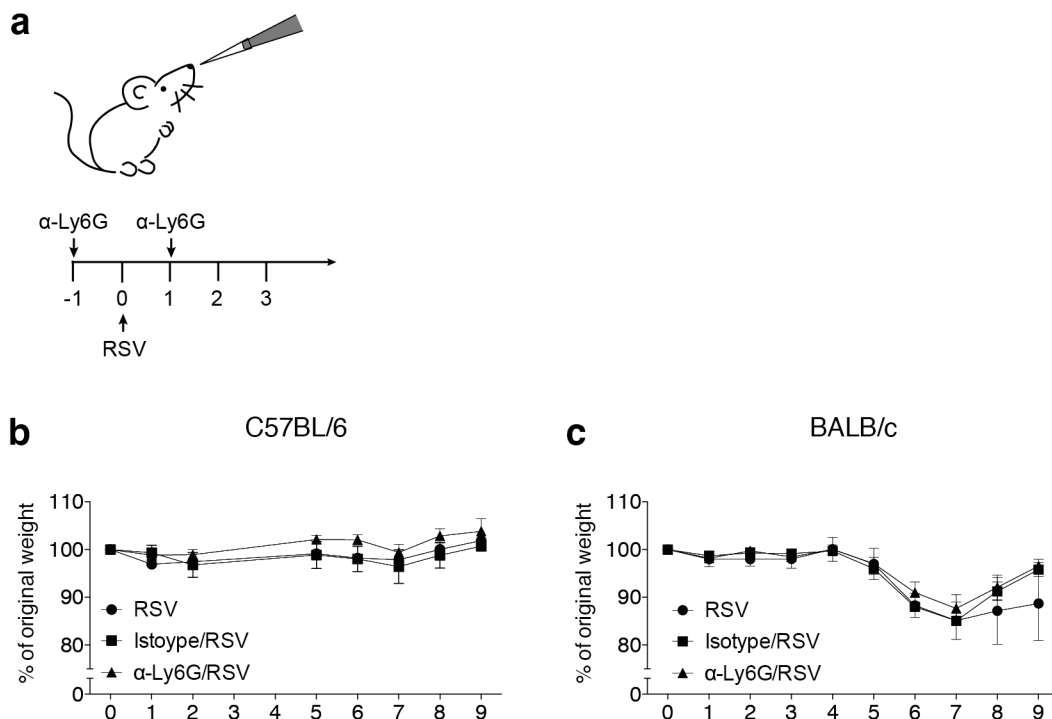 a
α-Ly6G α-Ly6G
-1 0 1 2 3
RSV
b C57BL/6
% of original weight
110
100
90
80
0
RSV
Istoype/RSV
α-Ly6G/RSV
0 1 2 3 4 5 6 7 8 9
c BALB/c
% of original weight
110
100
90
80
0
RSV
Isotype/RSV
α-Ly6G/RSV
0 1 2 3 4 5 6 7 8 9